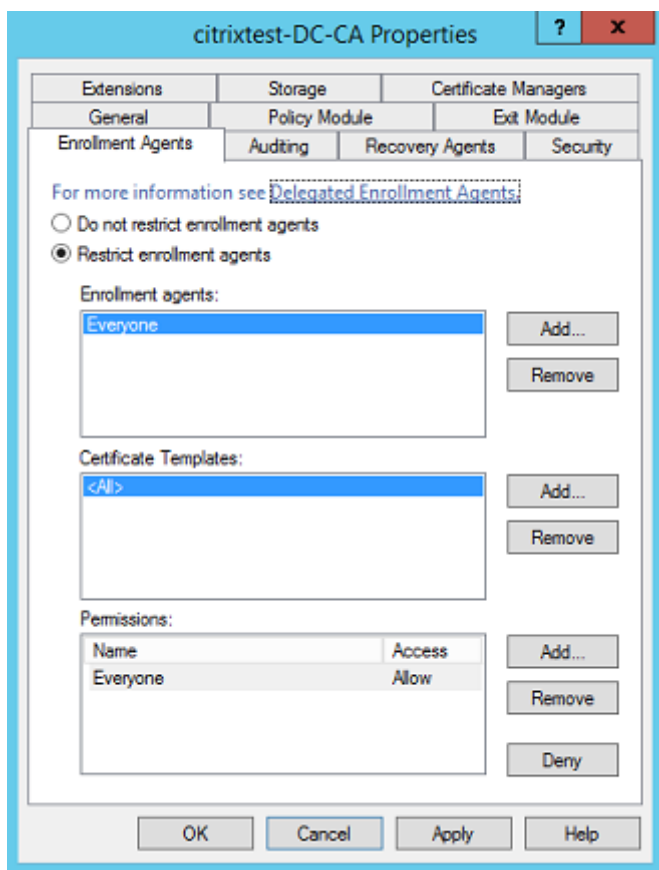 citrixtest-DC-CA Properties
?
x
Extensions
Storage
Certificate Managers
General
Policy Module
Exit Module
Enrollment Agents
Auditing
Recovery Agents
Security
For more information see Delegated Enrollment Agents.
Do not restrict enrollment agents
Restrict enrollment agents
Enrollment agents:
Everyone
Add...
Remove
Certificate Templates:
<All>
Add...
Remove
Permissions:
Name
Access
Everyone
Allow
Add...
Remove
Deny
OK
Cancel
Apply
Help